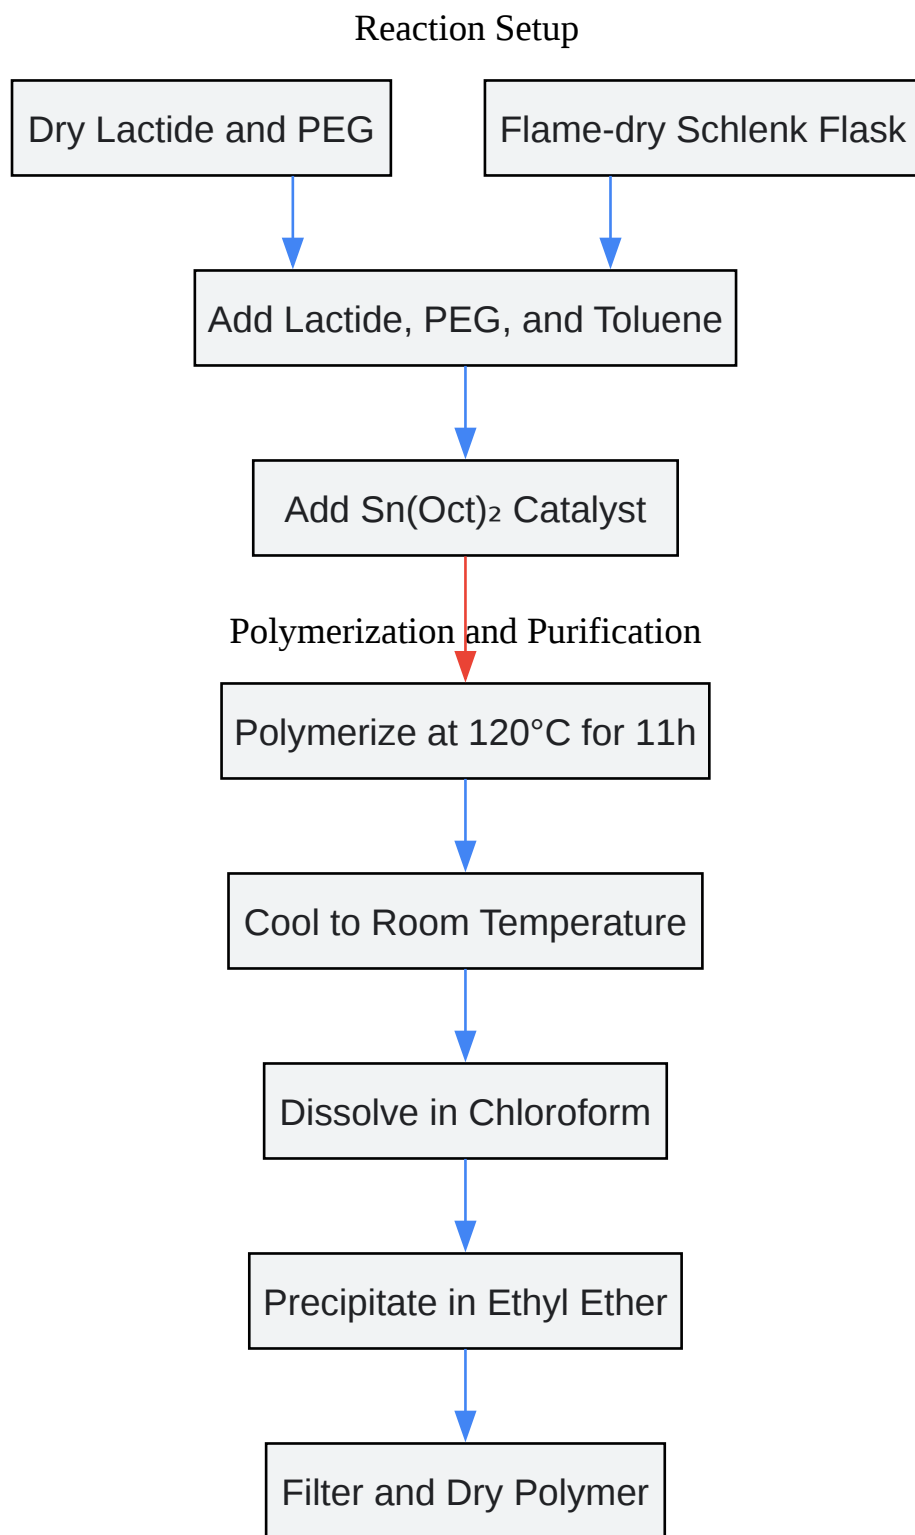 Reaction Setup
Dry Lactide and PEG
Flame-dry Schlenk Flask
Add Lactide, PEG, and Toluene
Add Sn(Oct)₂ Catalyst
Polymerization and Purification
Polymerize at 120°C for 11h
Cool to Room Temperature
Dissolve in Chloroform
Precipitate in Ethyl Ether
Filter and Dry Polymer